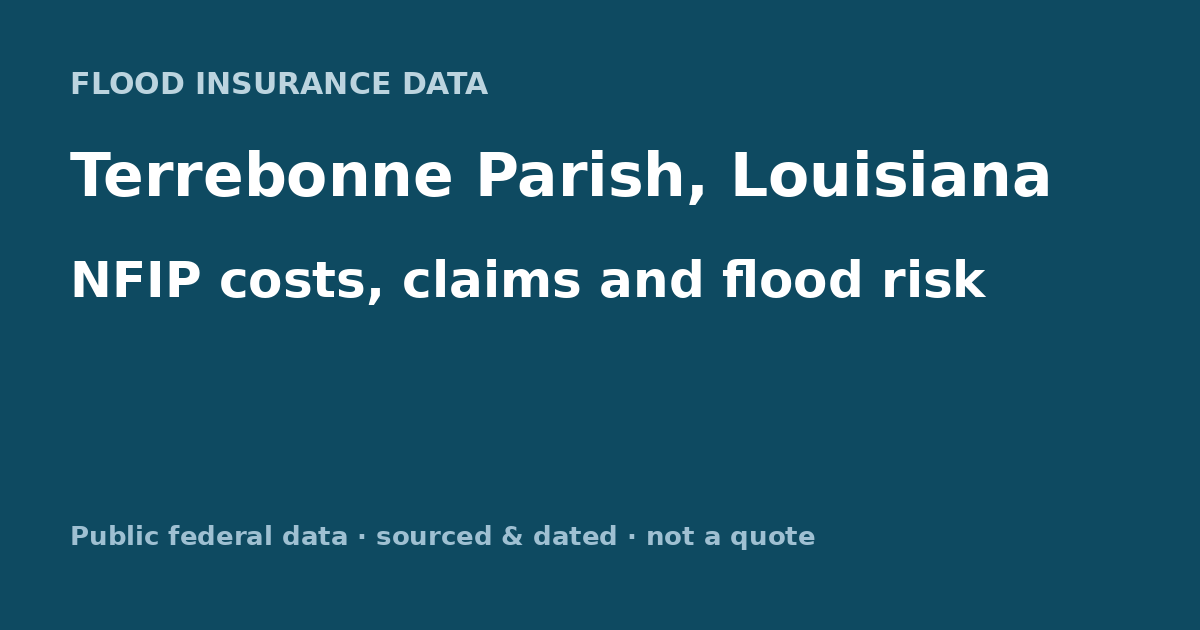 FLOOD INSURANCE DATA
Terrebonne Parish, Louisiana
NFIP costs, claims and flood risk
Public federal data · sourced & dated · not a quote